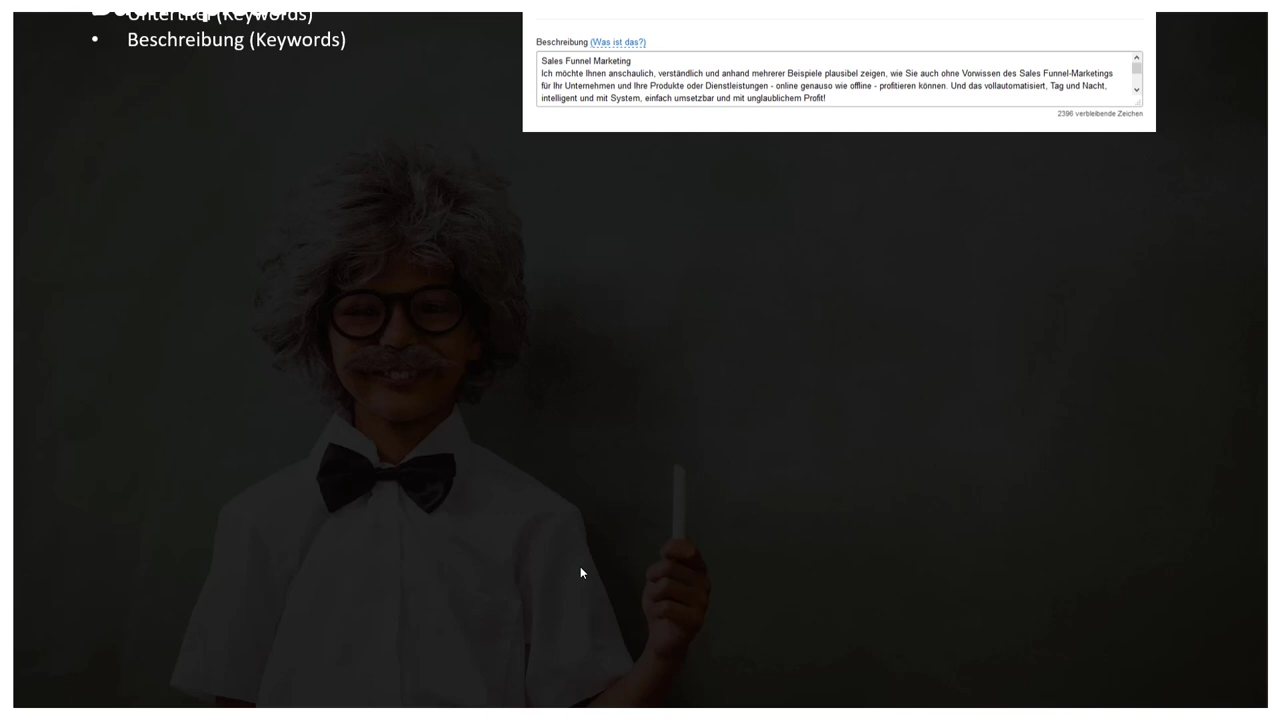 Untertitel (Keywords)
• Beschreibung (Keywords)
Beschreibung (Was ist das?)
Sales Funnel Marketing
Ich möchte Ihnen anschaulich, verständlich und anhand mehrerer Beispiele plausibel zeigen, wie Sie auch ohne Vorwissen des Sales Funnel-Marketings
für Ihr Unternehmen und Ihre Produkte oder Dienstleistungen - online genauso wie offline - profitieren können. Und das vollautomatisiert, Tag und Nacht,
intelligent und mit System, einfach umsetzbar und mit unglaublichem Profit!
2396 verbleibende Zeichen